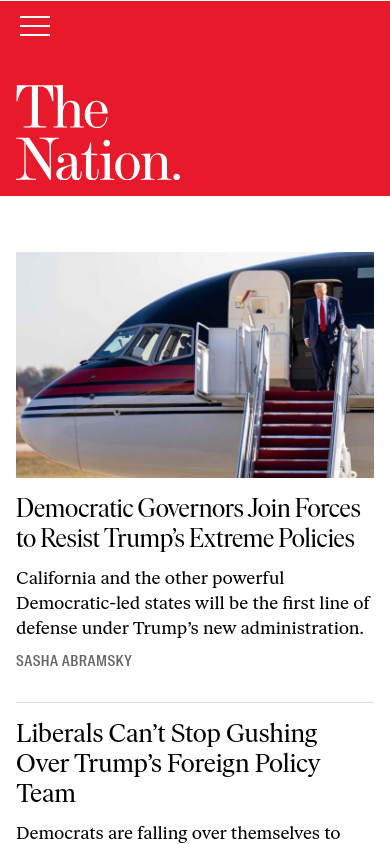 The
Nation.
Democratic Governors Join Forces
to Resist Trump’s Extreme Policies
California and the other powerful
Democratic-led states will be the first line of
defense under Trump’s new administration.
SASHA ABRAMSKY
Liberals Can’t Stop Gushing
Over Trump’s Foreign Policy
Team
Democrats are falling over themselves to